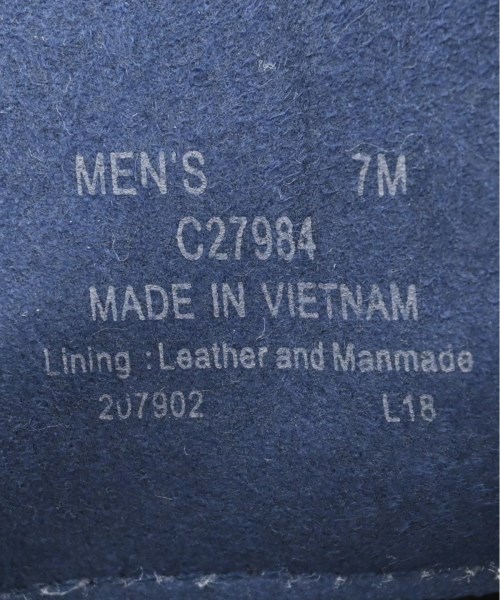 MEN'S 7M
C27984
MADE IN VIETNAM
Lining : Leather and Manmade
207902 L18